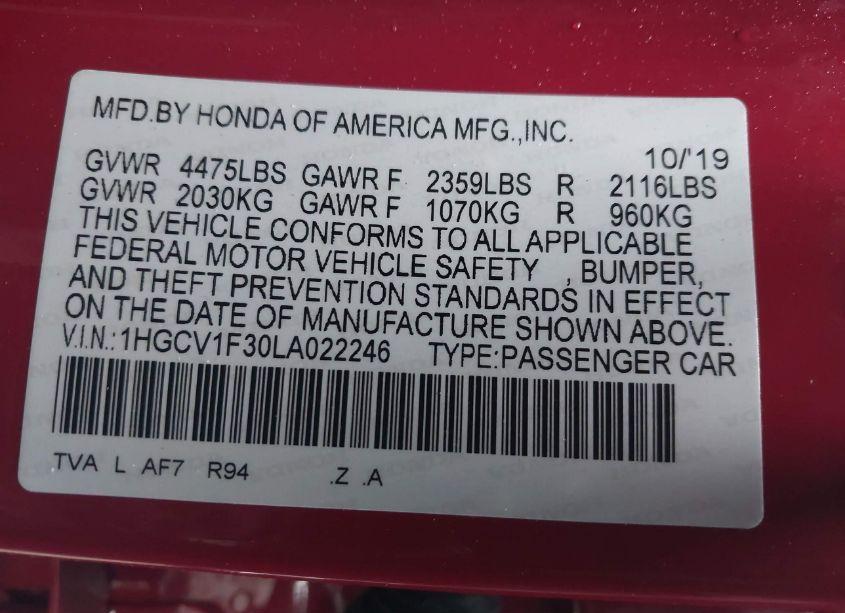 MFD.BY HONDA OF AMERICA MFG.,INC.
10/'19
GVWR 4475LBS GAWR F 2359LBS R 2116LBS
GVWR 2030KG GAWR F 1070KG R 960KG
THIS VEHICLE CONFORMS TO ALL APPLICABLE
FEDERAL MOTOR VEHICLE SAFETY , BUMPER,
AND THEFT PREVENTION STANDARDS IN EFFECT
ON THE DATE OF MANUFACTURE SHOWN ABOVE.
V.I.N.:1HGCV1F30LA022246 TYPE:PASSENGER CAR
TVA L AF7 R94 .Z .A